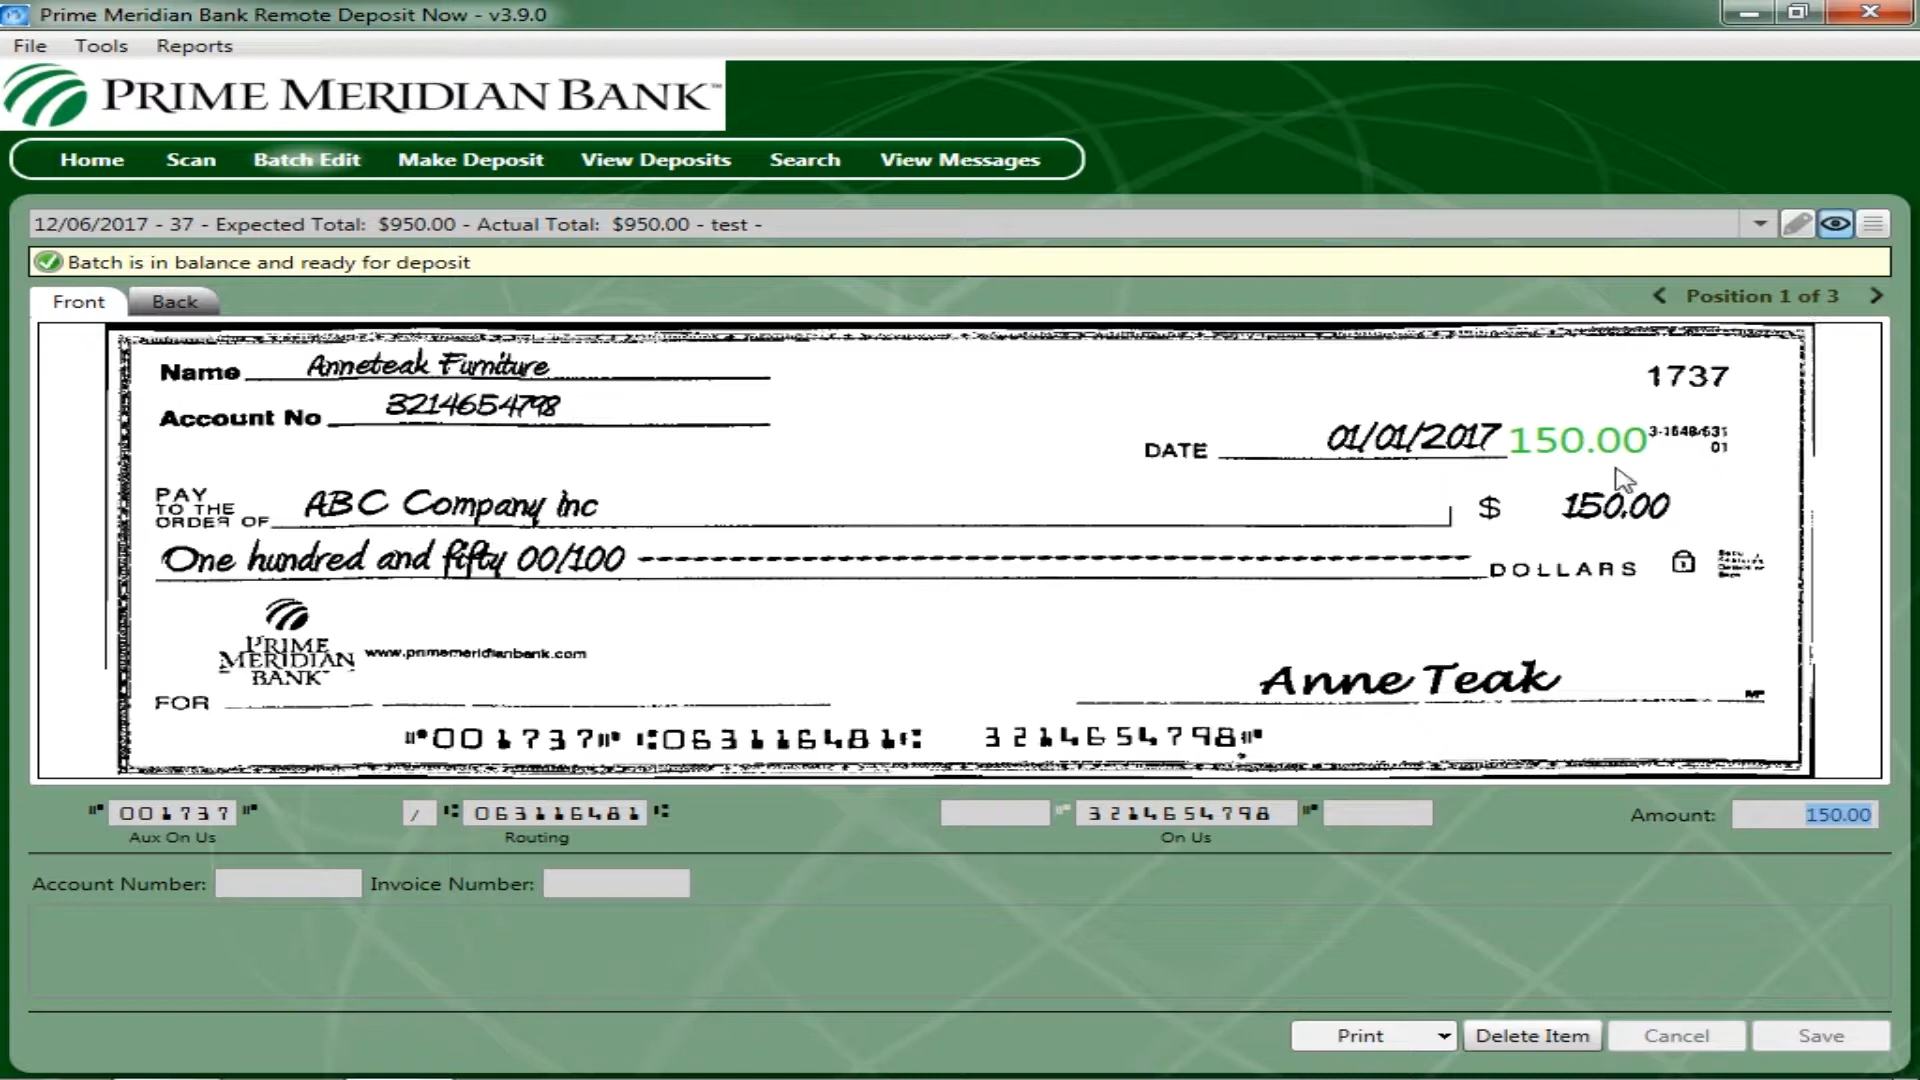 Prime Meridian Bank Remote Deposit Now - v3.9.0
File Tools Reports
PRIME MERIDIAN BANK™
Home Scan Batch Edit Make Deposit View Deposits Search View Messages
12/06/2017 - 37 - Expected Total: $950.00 - Actual Total: $950.00 - test -
Batch is in balance and ready for deposit
Front Back Position 1 of 3
Name Anneteak Furniture 1737
Account No 3214654798
DATE 01/01/2017 150.00 3-1648/631
01
PAY
TO THE
ORDER OF ABC Company Inc $ 150.00
One hundred and fifty 00/100 DOLLARS
PRIME
MERIDIAN
BANK www.primemeridianbank.com
FOR Anne Teak MP
⑈001737⑈ ⑆063116481⑆ 3214654798⑈
⑈ 001737 ⑈ / ⑆ 063116481 ⑆ ⑈ 3214654798 ⑈ Amount: 150.00
Aux On Us Routing On Us
Account Number: Invoice Number:
Print Delete Item Cancel Save